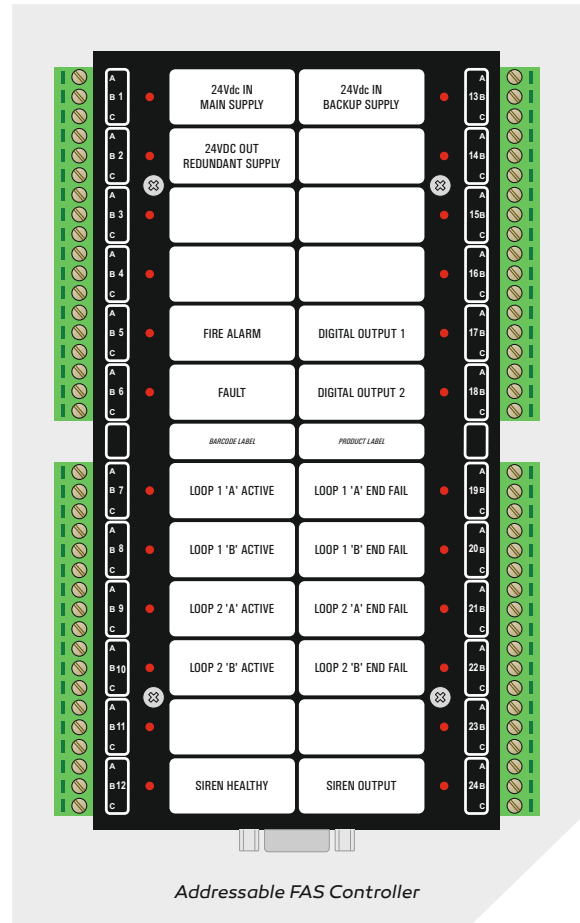 A
B 1
C
24Vdc IN
MAIN SUPPLY
24Vdc IN
BACKUP SUPPLY
A
13B
C
A
B 2
C
24VDC OUT
REDUNDANT SUPPLY
A
14B
C
A
B 3
C
A
15B
C
A
B 4
C
A
16B
C
A
B 5
C
FIRE ALARM
DIGITAL OUTPUT 1
A
17B
C
A
B 6
C
FAULT
DIGITAL OUTPUT 2
A
18B
C
BARCODE LABEL
PRODUCT LABEL
A
B 7
C
LOOP 1 'A' ACTIVE
LOOP 1 'A' END FAIL
A
19B
C
A
B 8
C
LOOP 1 'B' ACTIVE
LOOP 1 'B' END FAIL
A
20B
C
A
B 9
C
LOOP 2 'A' ACTIVE
LOOP 2 'A' END FAIL
A
21B
C
A
B10
C
LOOP 2 'B' ACTIVE
LOOP 2 'B' END FAIL
A
22B
C
A
B11
C
A
23B
C
A
B12
C
SIREN HEALTHY
SIREN OUTPUT
A
24B
C
Addressable FAS Controller